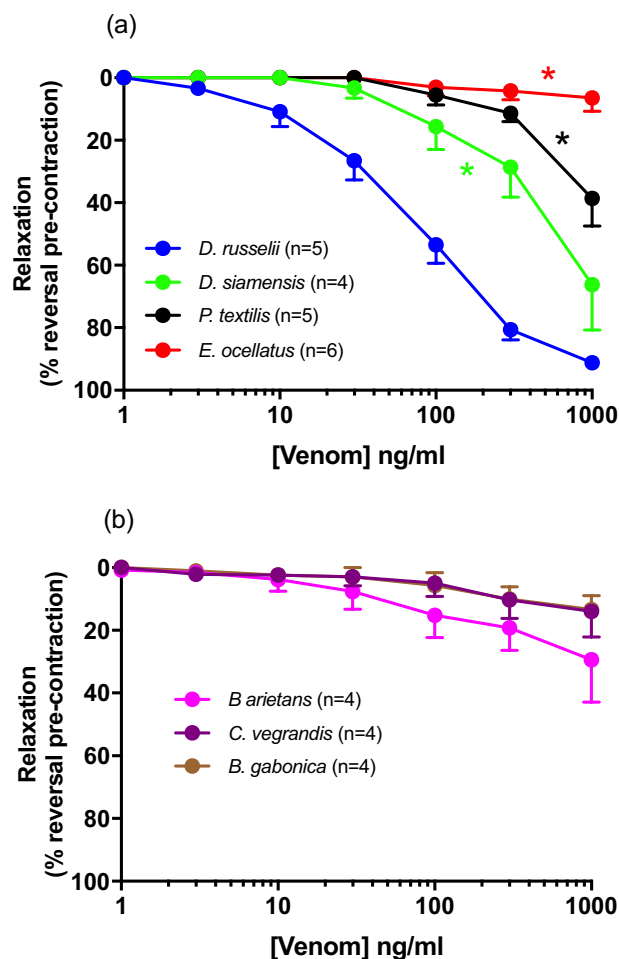 (a)
0
20
40
60
80
100
Relaxation
(% reversal pre-contraction)
*
*
*
D. russelii (n=5)
D. siamensis (n=4)
P. textilis (n=5)
E. ocellatus (n=6)
1 10 100 1000
[Venom] ng/ml
(b)
0
20
40
60
80
100
Relaxation
(% reversal pre-contraction)
B arietans (n=4)
C. vegrandis (n=4)
B. gabonica (n=4)
1 10 100 1000
[Venom] ng/ml